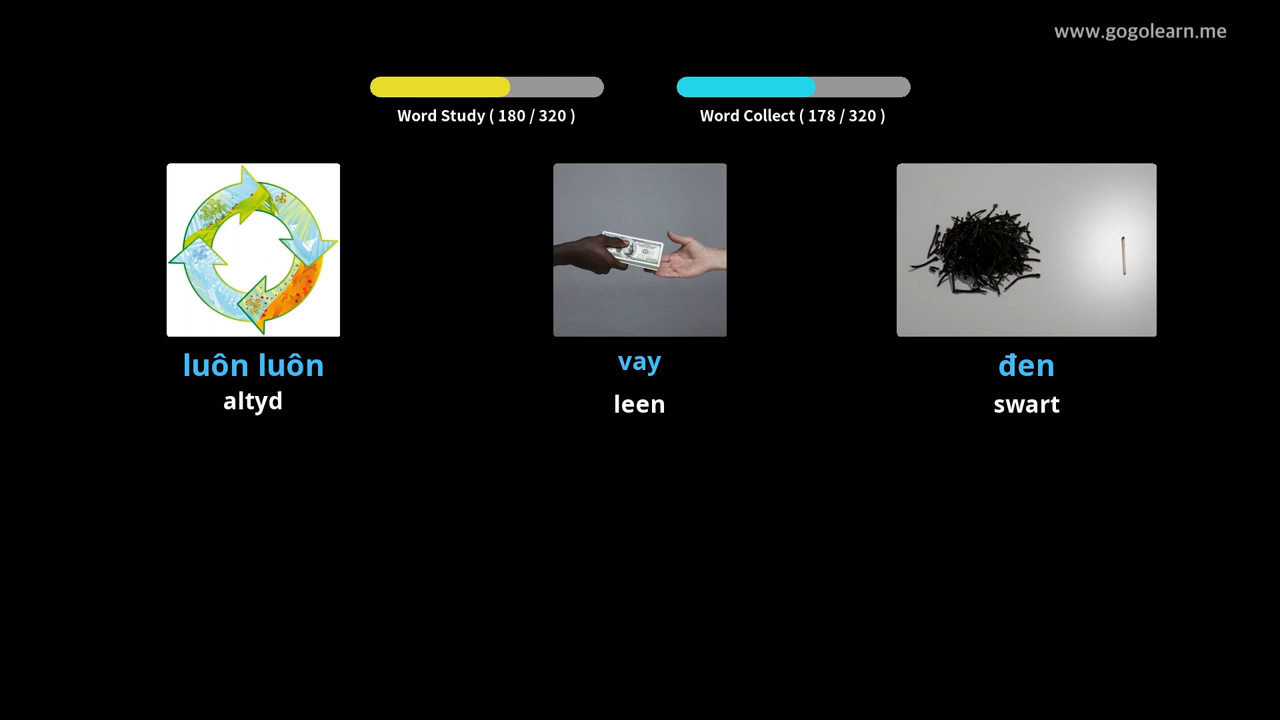 www.gogolearn.me
Word Study ( 180 / 320 )
Word Collect ( 178 / 320 )
luôn luôn
altyd
vay
leen
đen
swart